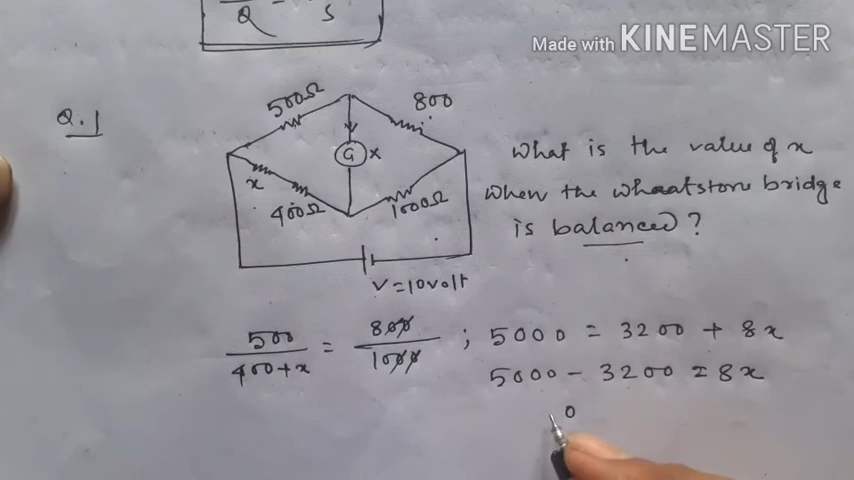 Q S
Made with KINEMASTER
Q.1
500Ω 800
G x
x 400Ω 1000Ω
V = 10volt
What is the value of x
when the wheatstone bridge
is balanced?
500 / 400+x = 800 / 1000 ; 5000 = 3200 + 8x
5000 - 3200 = 8x
0